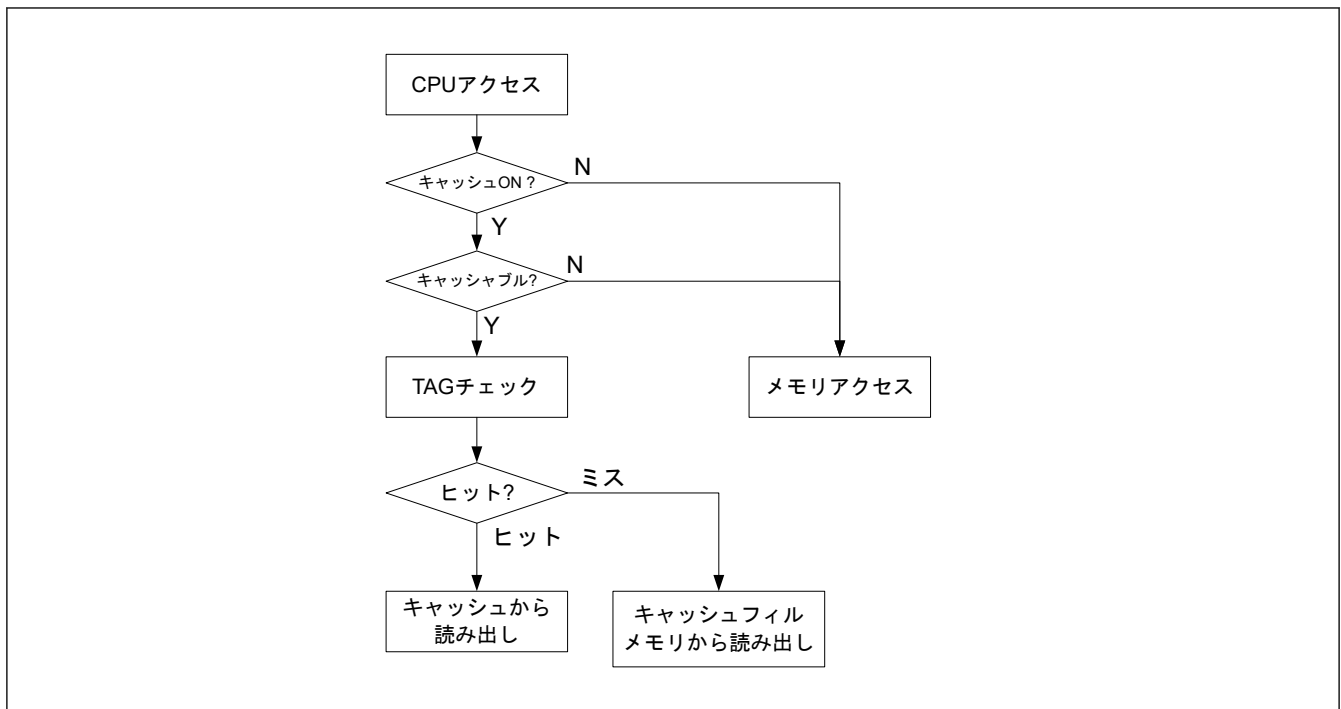 CPUアクセス
キャッシュON ?
N
Y
キャッシャブル?
N
Y
TAGチェック
メモリアクセス
ヒット?
ミス
ヒット
キャッシュから
読み出し
キャッシュフィル
メモリから読み出し